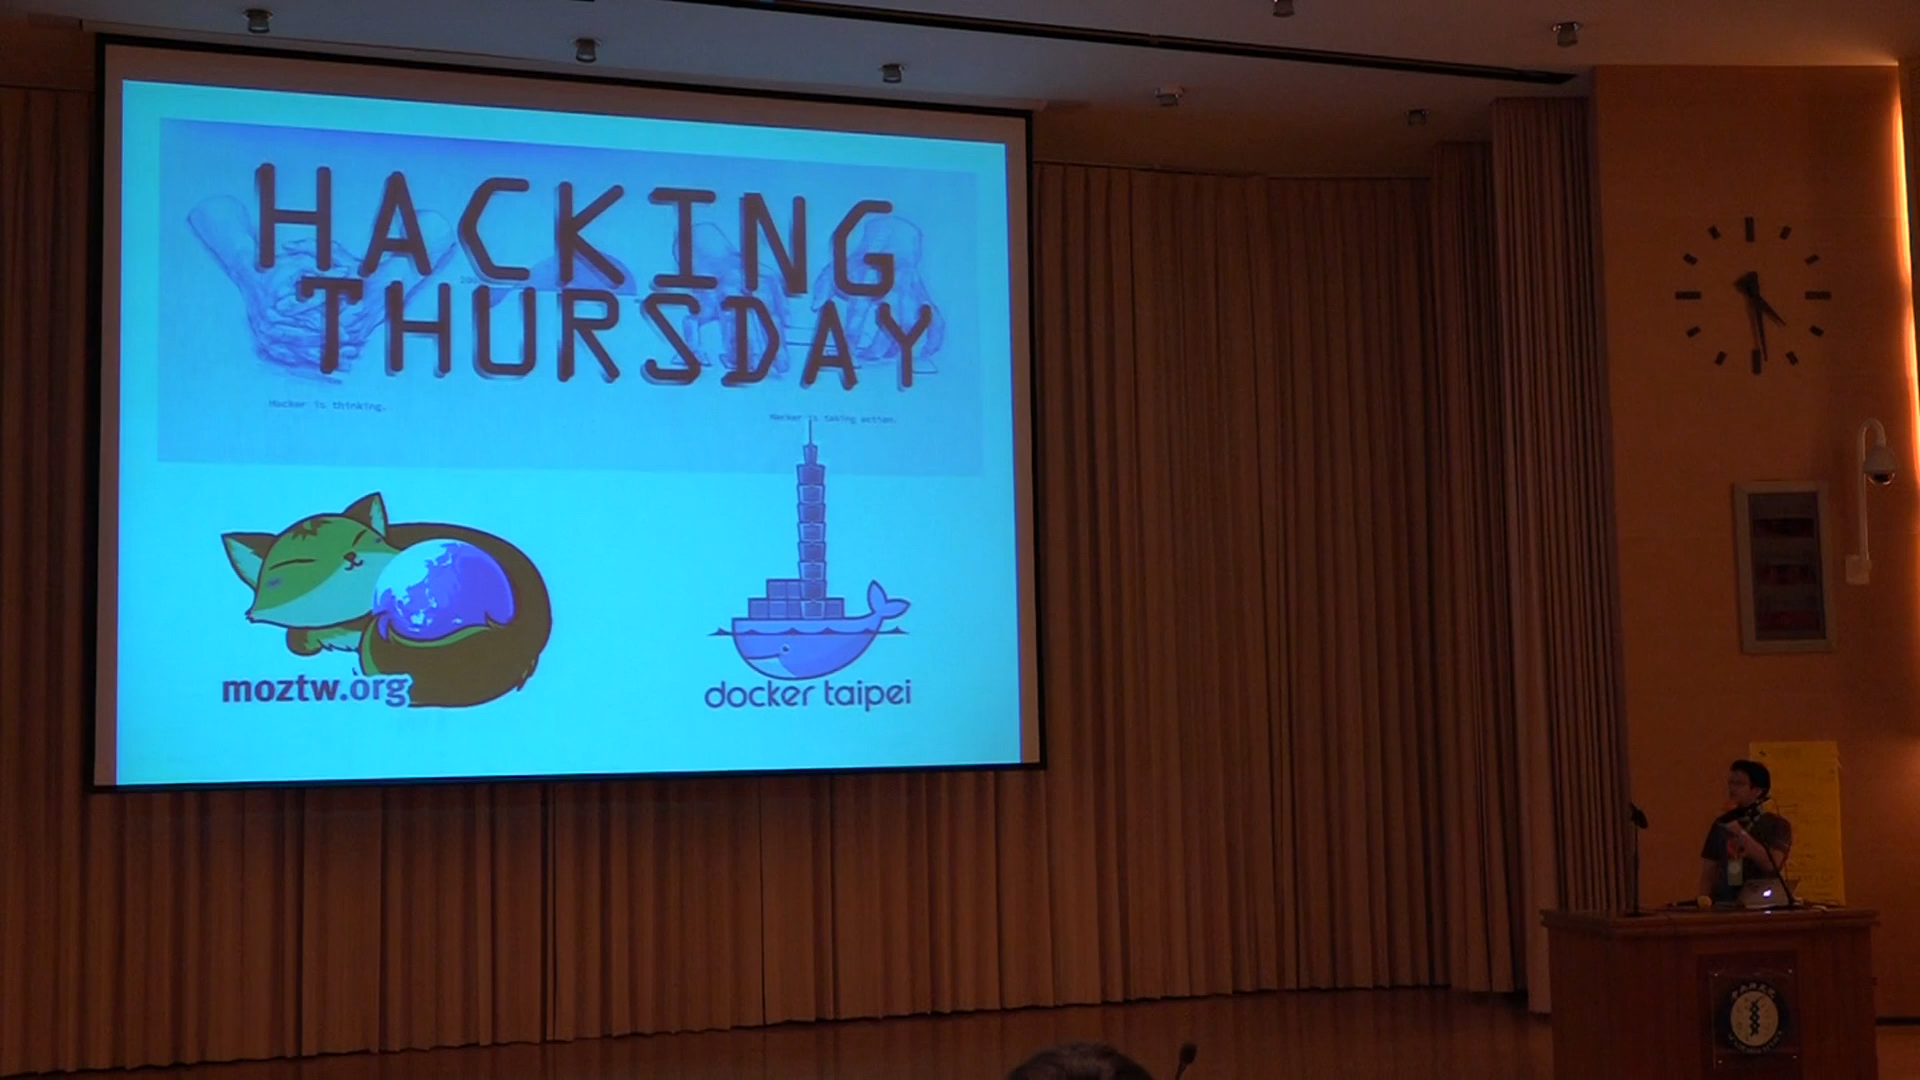 HACKING
THURSDAY
Hacker is thinking.
Hacker is taking action.
moztw.org
docker taipei